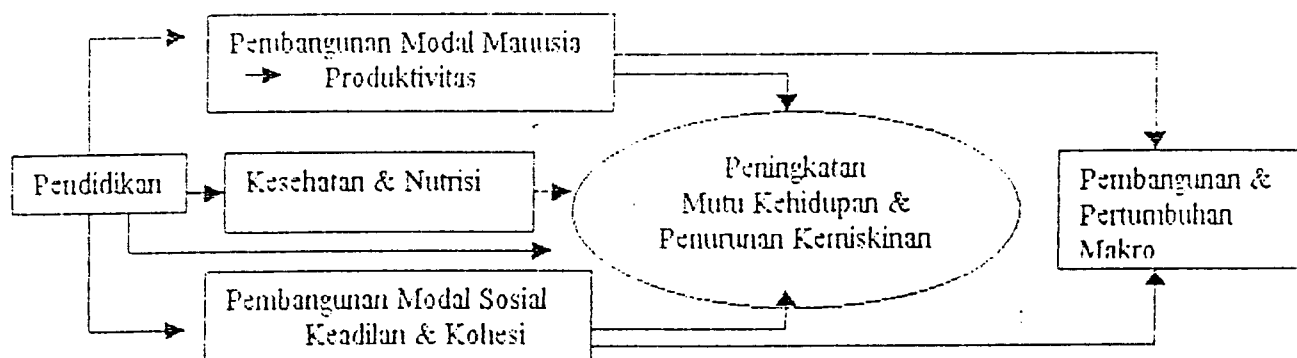 Pembangunan Modal Manusia
Produktivitas
Pendidikan
Kesehatan & Nutrisi
Peningkatan
Mutu Kehidupan &
Penurunan Kemiskinan
Pembangunan &
Pertumbuhan
Makro
Pembangunan Modal Sosial
Keadilan & Kohesi